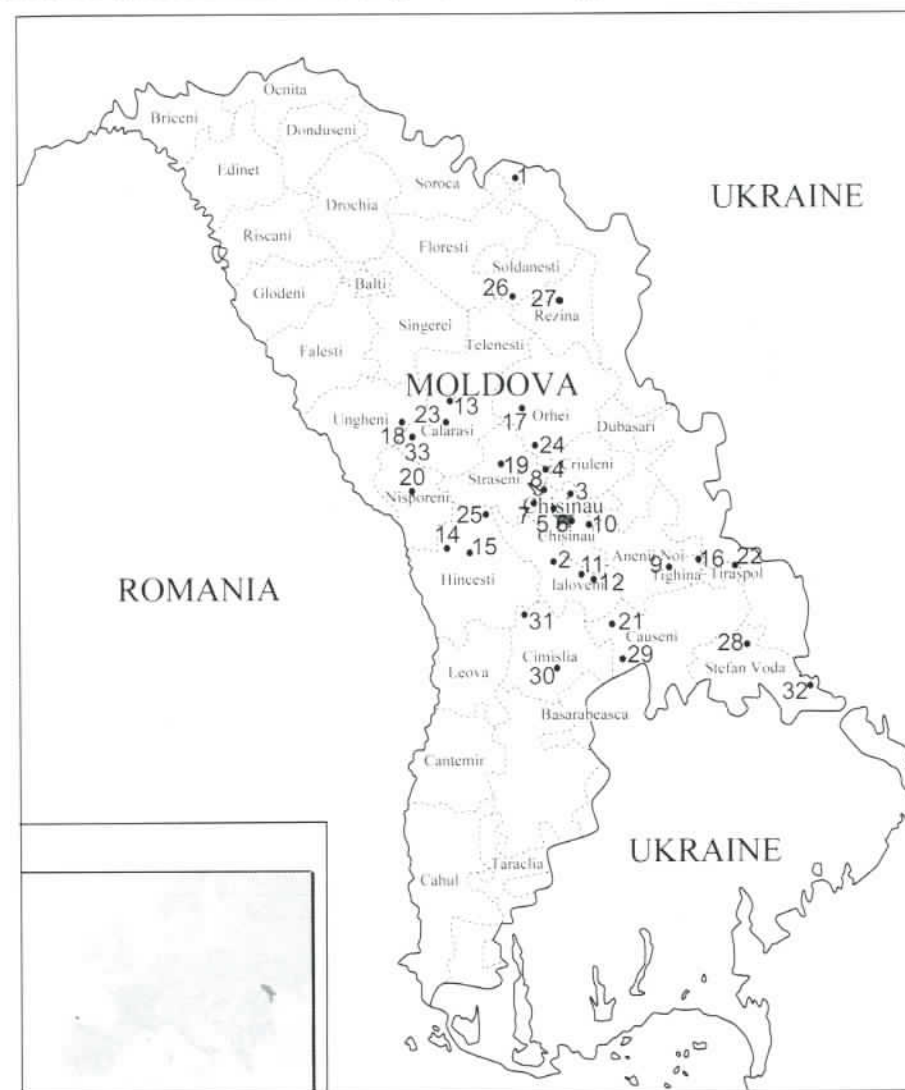 Ocnita
Briceni
Donduseni
Edinet
Soroca
1
UKRAINE
Drochia
Riscani
Floresti
Soldanesti
Glodeni
Balti
26
27
Rezina
Singerei
Telenesti
Falesti
MOLDOVA
13
Ungheni
23
17
Orhei
Calarasi
Dubasari
18
33
24
19
4
Criuleni
Straseni
8
20
3
Nisporeni
7
Chisinau
25
5
6
10
Chisinau
14
15
2
Anenii Noi
16
22
11
9
Tighina
Tiraspol
Hincesti
Ialoveni
12
ROMANIA
31
21
Causeni
28
Cimislia
29
Stefan Voda
Leova
30
32
Basarabeasca
Cantemir
UKRAINE
Taraclia
Cahul